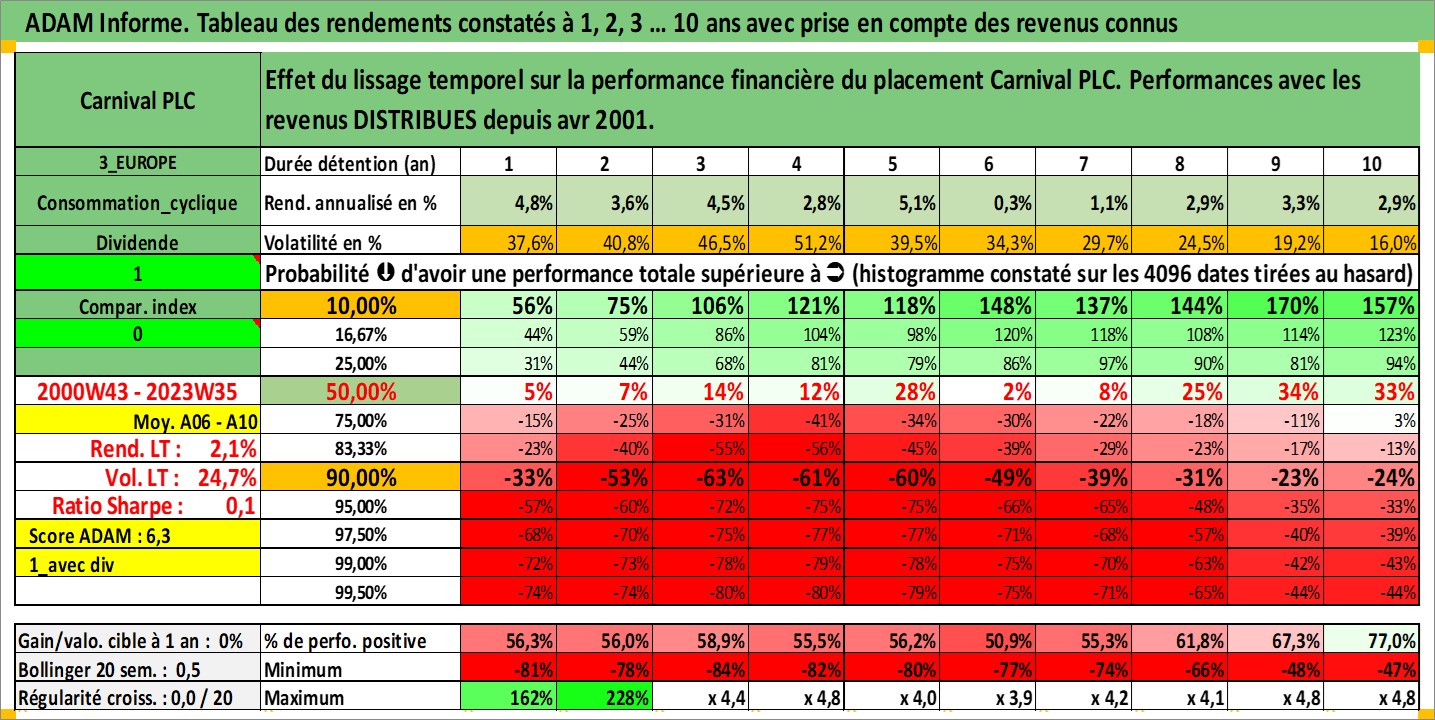 ADAM Informe. Tableau des rendements constatés à 1, 2, 3 ... 10 ans avec prise en compte des revenus connus
Carnival PLC
Effet du lissage temporel sur la performance financière du placement Carnival PLC. Performances avec les
revenus DISTRIBUES depuis avr 2001.
3_EUROPE Durée détention (an) 1 2 3 4 5 6 7 8 9 10
Consommation_cyclique Rend. annualisé en % 4,8% 3,6% 4,5% 2,8% 5,1% 0,3% 1,1% 2,9% 3,3% 2,9%
Dividende Volatilité en % 37,6% 40,8% 46,5% 51,2% 39,5% 34,3% 29,7% 24,5% 19,2% 16,0%
1 Probabilité d'avoir une performance totale supérieure à (histogramme constaté sur les 4096 dates tirées au hasard)
Compar. index 10,00% 56% 75% 106% 121% 118% 148% 137% 144% 170% 157%
0 16,67% 44% 59% 86% 104% 98% 120% 118% 108% 114% 123%
25,00% 31% 44% 68% 81% 79% 86% 97% 90% 81% 94%
2000W43 - 2023W35 50,00% 5% 7% 14% 12% 28% 2% 8% 25% 34% 33%
Moy. A06 - A10 75,00% -15% -25% -31% -41% -34% -30% -22% -18% -11% 3%
Rend. LT : 2,1% 83,33% -23% -40% -55% -56% -45% -39% -29% -23% -17% -13%
Vol. LT : 24,7% 90,00% -33% -53% -63% -61% -60% -49% -39% -31% -23% -24%
Ratio Sharpe : 0,1 95,00% -57% -60% -72% -75% -75% -66% -65% -48% -35% -33%
Score ADAM : 6,3 97,50% -68% -70% -75% -77% -77% -71% -68% -57% -40% -39%
1_avec div 99,00% -72% -73% -78% -79% -78% -75% -70% -63% -42% -43%
99,50% -74% -74% -80% -80% -79% -75% -71% -65% -44% -44%
Gain/valo. cible à 1 an : 0% % de perfo. positive 56,3% 56,0% 58,9% 55,5% 56,2% 50,9% 55,3% 61,8% 67,3% 77,0%
Bollinger 20 sem. : 0,5 Minimum -81% -78% -84% -82% -80% -77% -74% -66% -48% -47%
Régularité croiss. : 0,0 / 20 Maximum 162% 228% x 4,4 x 4,8 x 4,0 x 3,9 x 4,2 x 4,1 x 4,8 x 4,8